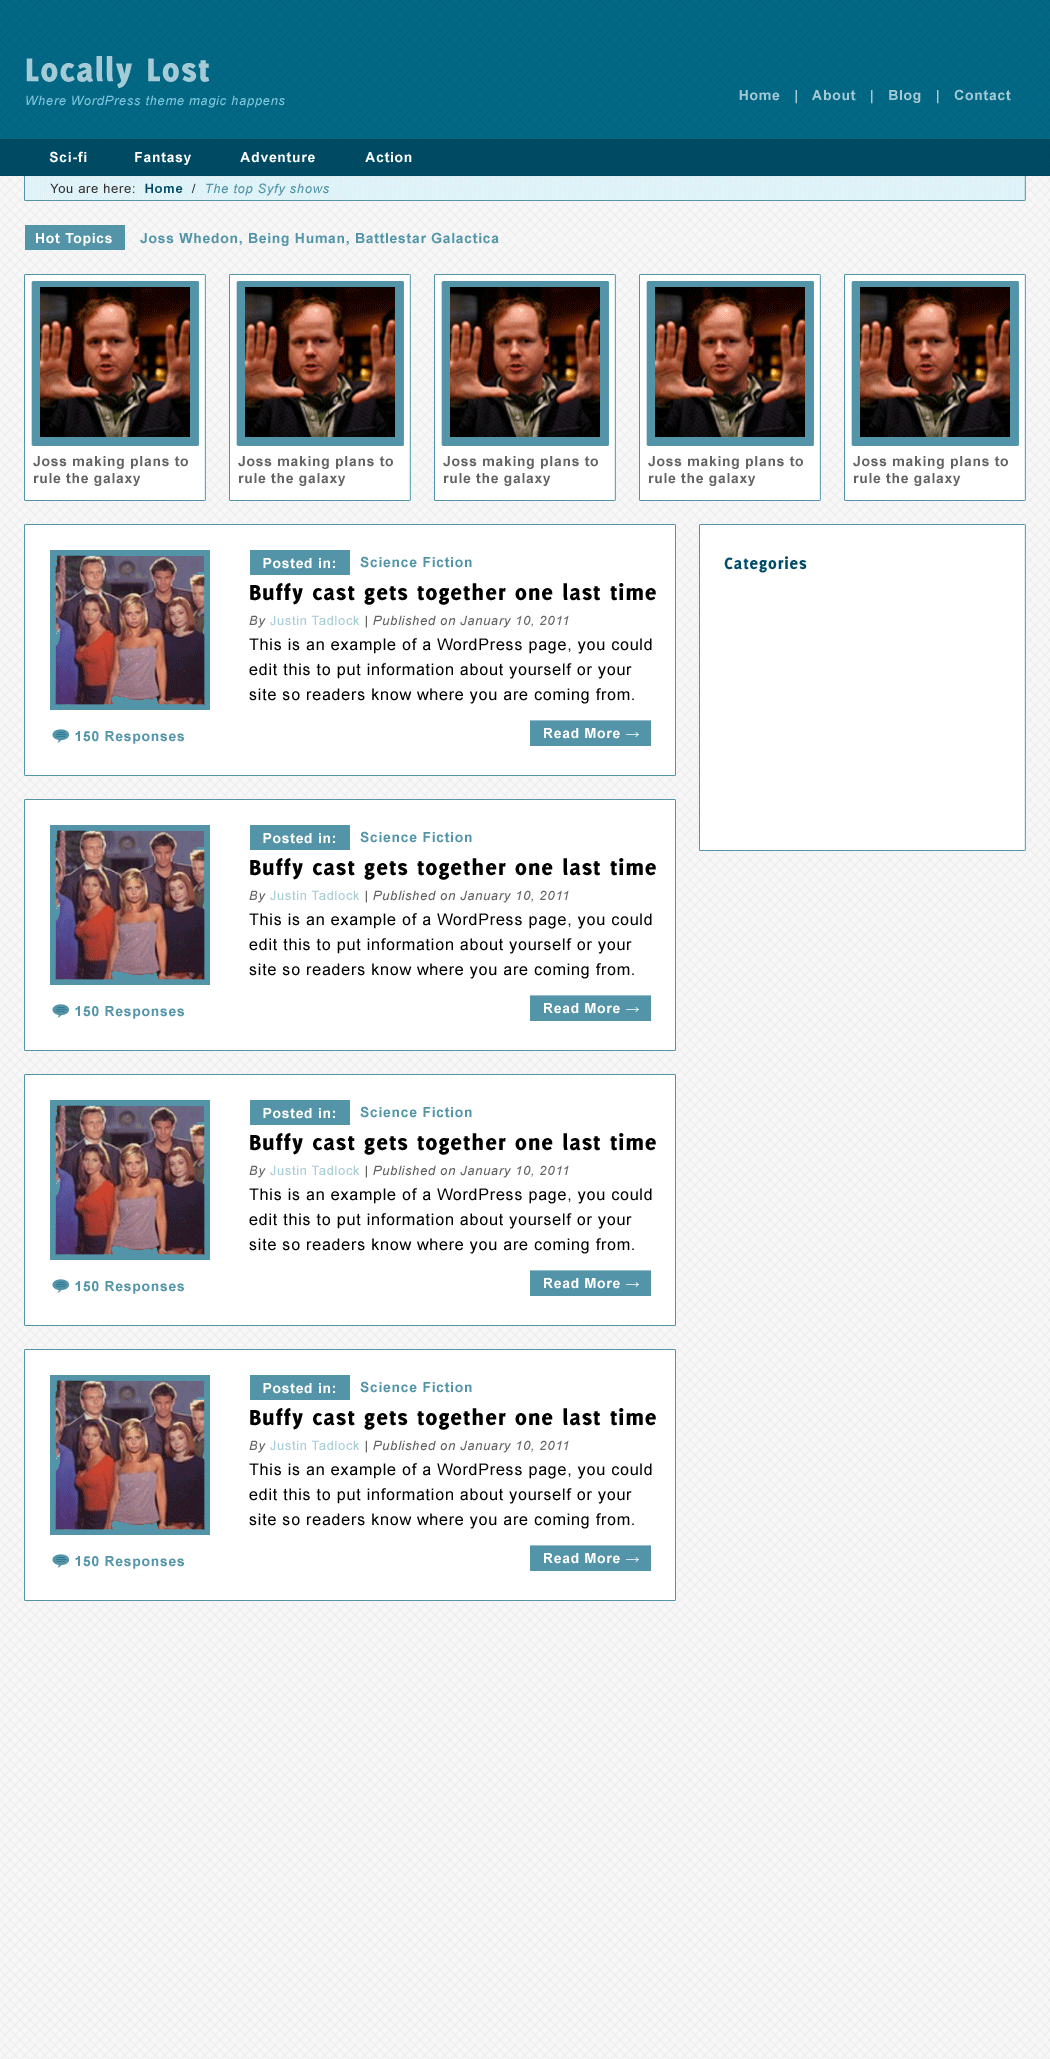 Locally Lost
Where WordPress theme magic happens
Home | About | Blog | Contact
Sci-fi Fantasy Adventure Action
You are here: Home / The top Syfy shows
Hot Topics Joss Whedon, Being Human, Battlestar Galactica
Joss making plans to
rule the galaxy
Joss making plans to
rule the galaxy
Joss making plans to
rule the galaxy
Joss making plans to
rule the galaxy
Joss making plans to
rule the galaxy
Posted in: Science Fiction
Buffy cast gets together one last time
By Justin Tadlock | Published on January 10, 2011
This is an example of a WordPress page, you could
edit this to put information about yourself or your
site so readers know where you are coming from.
150 Responses
Read More →
Categories
Posted in: Science Fiction
Buffy cast gets together one last time
By Justin Tadlock | Published on January 10, 2011
This is an example of a WordPress page, you could
edit this to put information about yourself or your
site so readers know where you are coming from.
150 Responses
Read More →
Posted in: Science Fiction
Buffy cast gets together one last time
By Justin Tadlock | Published on January 10, 2011
This is an example of a WordPress page, you could
edit this to put information about yourself or your
site so readers know where you are coming from.
150 Responses
Read More →
Posted in: Science Fiction
Buffy cast gets together one last time
By Justin Tadlock | Published on January 10, 2011
This is an example of a WordPress page, you could
edit this to put information about yourself or your
site so readers know where you are coming from.
150 Responses
Read More →